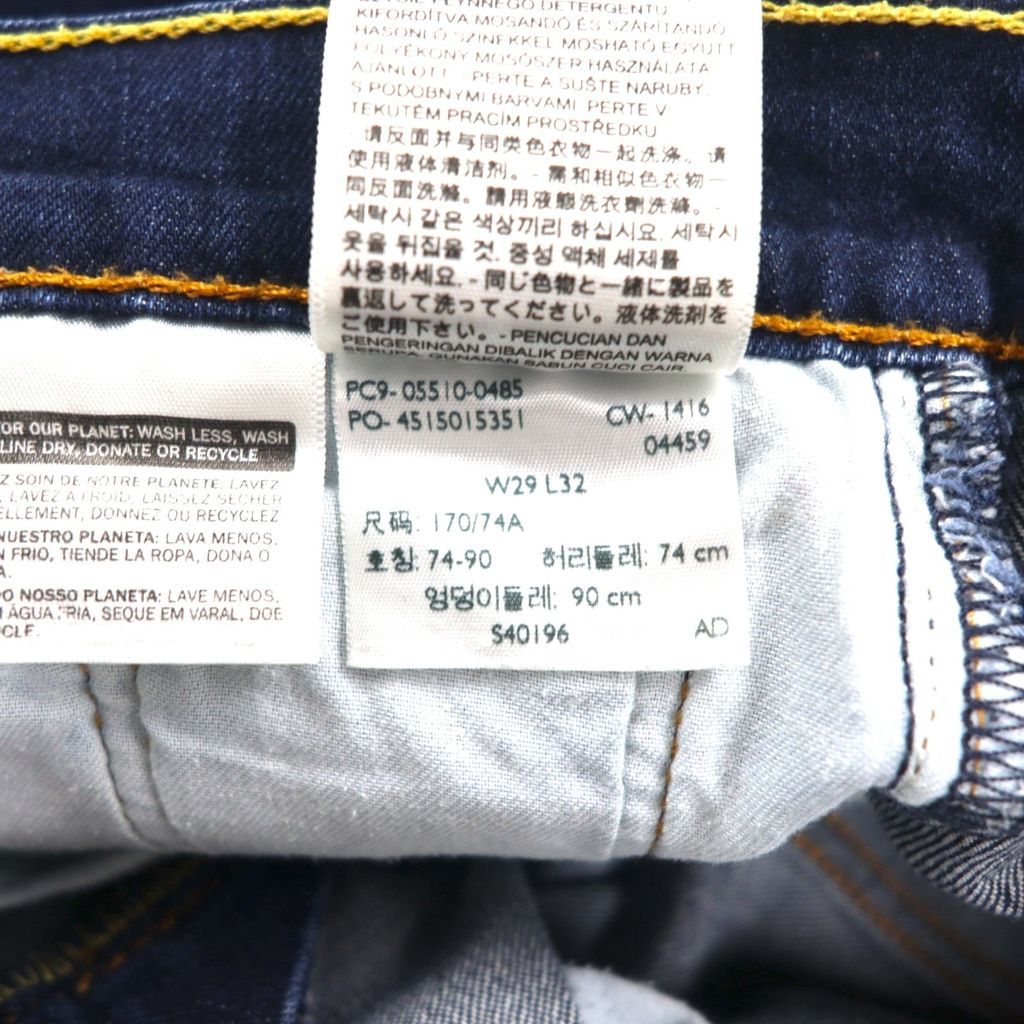 PŁYNNEGO DETERGENTU
KIFORDÍTVA MOSANDÓ ÉS SZÁRÍTANDÓ
HASONLÓ SZÍNEKKEL MOSHATÓ EGYÜTT
FOLYÉKONY MOSÓSZER HASZNÁLATA
AJÁNLOTT. - PERTE A SUŠTE NARUBY.
S PODOBNÝMI BARVAMI. PERTE V
TEKUTÉM PRACÍM PROSTŘEDKU
- 请反面并与同类色衣物一起洗涤。请
使用液体清洁剂。- 需和相似色衣物一
同反面洗滌。請用液態洗衣劑洗滌。-
세탁시 같은 색상끼리 하십시요. 세탁시
옷을 뒤집을 것. 중성 액체 세제를
사용하세요. - 同じ色物と一緒に製品を
裏返して洗ってください。液体洗剤を
ご使用下さい。- PENCUCIAN DAN
PENGERINGAN DIBALIK DENGAN WARNA
SERUPA. GUNAKAN SABUN CUCI CAIR.
PC9- 05510-0485
PO- 4515015351 CW- 1416
04459
W29 L32
尺码: 170/74A
호칭: 74-90 허리둘레: 74 cm
엉덩이둘레: 90 cm
S40196 AD
FOR OUR PLANET: WASH LESS, WASH
LINE DRY, DONATE OR RECYCLE
Z SOIN DE NOTRE PLANETE: LAVEZ
, LAVEZ A FROID, LAISSEZ SECHER
ELLEMENT, DONNEZ OU RECYCLEZ
NUESTRO PLANETA: LAVA MENOS,
N FRIO, TIENDE LA ROPA, DONA O
A.
O NOSSO PLANETA: LAVE MENOS,
ÁGUA FRIA, SEQUE EM VARAL, DOE
CLE.